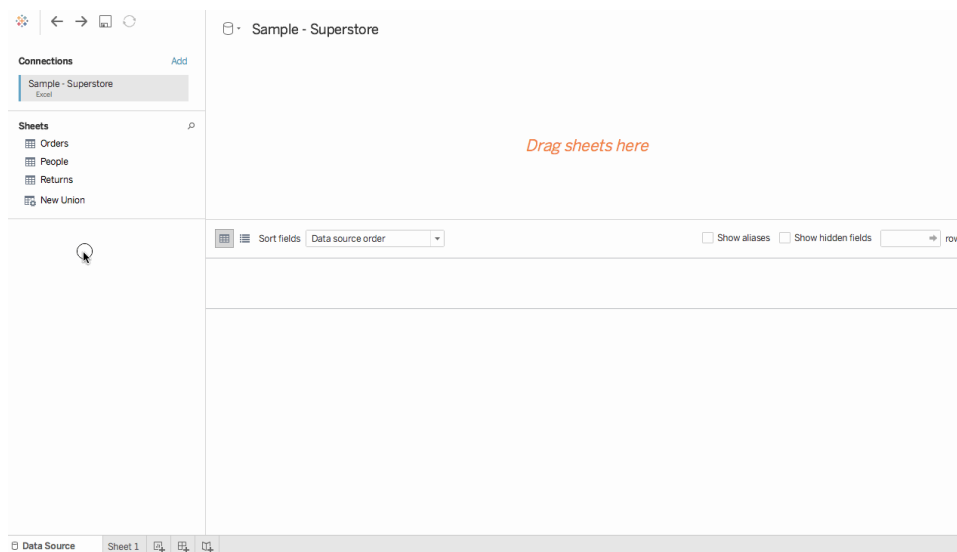 Sample - Superstore
Connections
Add
Sample - Superstore
Excel
Sheets
Orders
People
Returns
New Union
Drag sheets here
Sort fields
Data source order
Show aliases
Show hidden fields
Data Source
Sheet 1